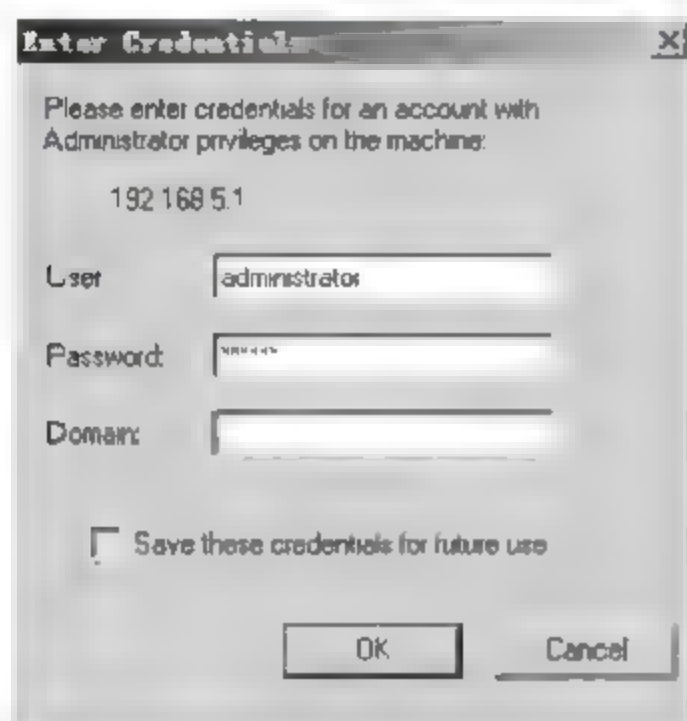 Enter Credentials
Please enter credentials for an account with
Administrator privileges on the machine:
192.168.5.1
User
administrator
Password:
******
Domain:
Save these credentials for future use
OK
Cancel